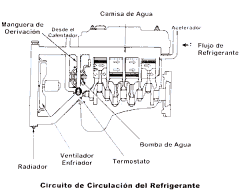 Camisa de Agua
Manguera de
Derivación
Desde el
Calentador
Acelerador
Flujo de
Refrigerante
Bomba de Agua
Termostato
Ventilador
Enfriador
Radiador
Circuito de Circulación del Refrigerante